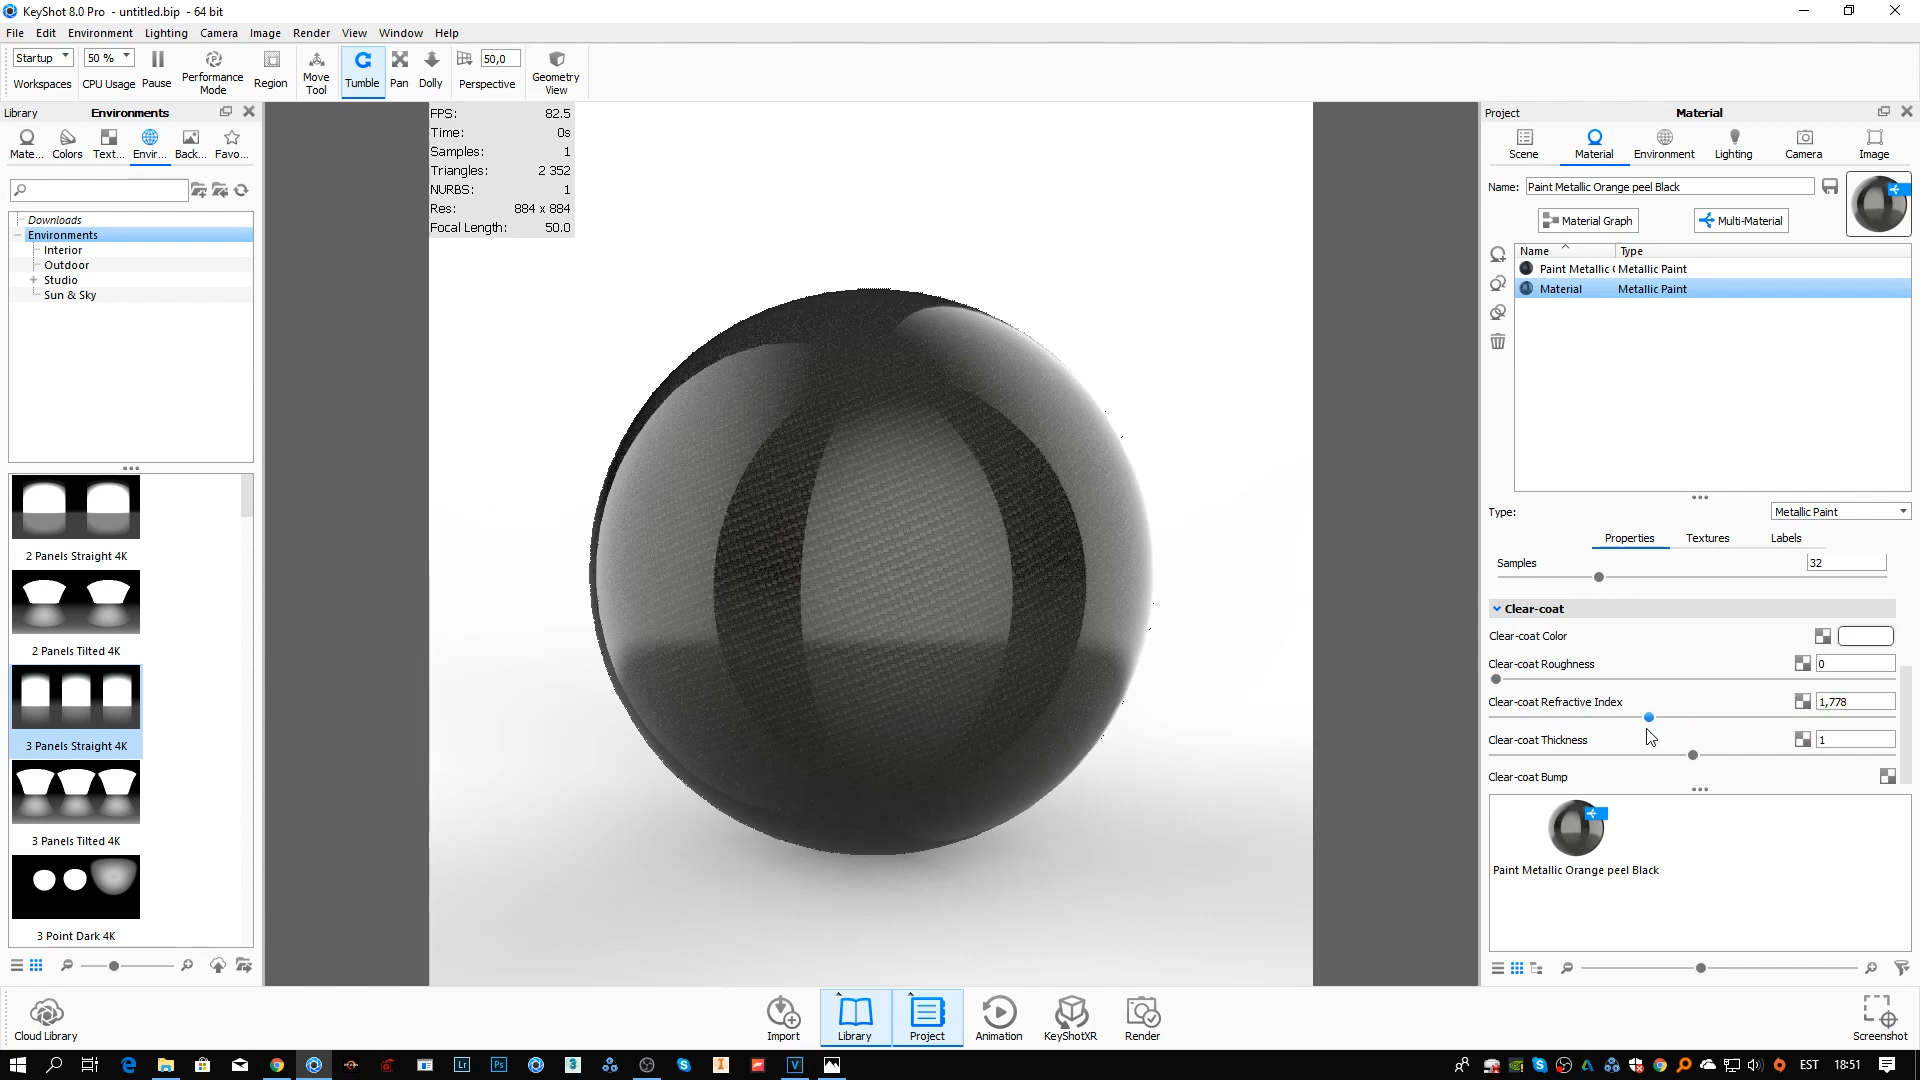 KeyShot 8.0 Pro - untitled.bip - 64 bit
File Edit Environment Lighting Camera Image Render View Window Help
Startup 50 % 50,0
Workspaces CPU Usage Pause Performance Mode Region Move Tool Tumble Pan Dolly Perspective Geometry View
Library Environments
Mate... Colors Text... Envir... Back... Favo...
Downloads
Environments
Interior
Outdoor
Studio
Sun & Sky
2 Panels Straight 4K
2 Panels Tilted 4K
3 Panels Straight 4K
3 Panels Tilted 4K
3 Point Dark 4K
FPS: 82.5
Time: 0s
Samples: 1
Triangles: 2 352
NURBS: 1
Res: 884 x 884
Focal Length: 50.0
Project Material
Scene Material Environment Lighting Camera Image
Name: Paint Metallic Orange peel Black
Material Graph Multi-Material
Name Type
Paint Metallic ( Metallic Paint
Material Metallic Paint
Type: Metallic Paint
Properties Textures Labels
Samples 32
Clear-coat
Clear-coat Color
Clear-coat Roughness 0
Clear-coat Refractive Index 1,778
Clear-coat Thickness 1
Clear-coat Bump
Paint Metallic Orange peel Black
Cloud Library Import Library Project Animation KeyShotXR Render Screenshot
Lr Ps 3 S I V EST 18:51